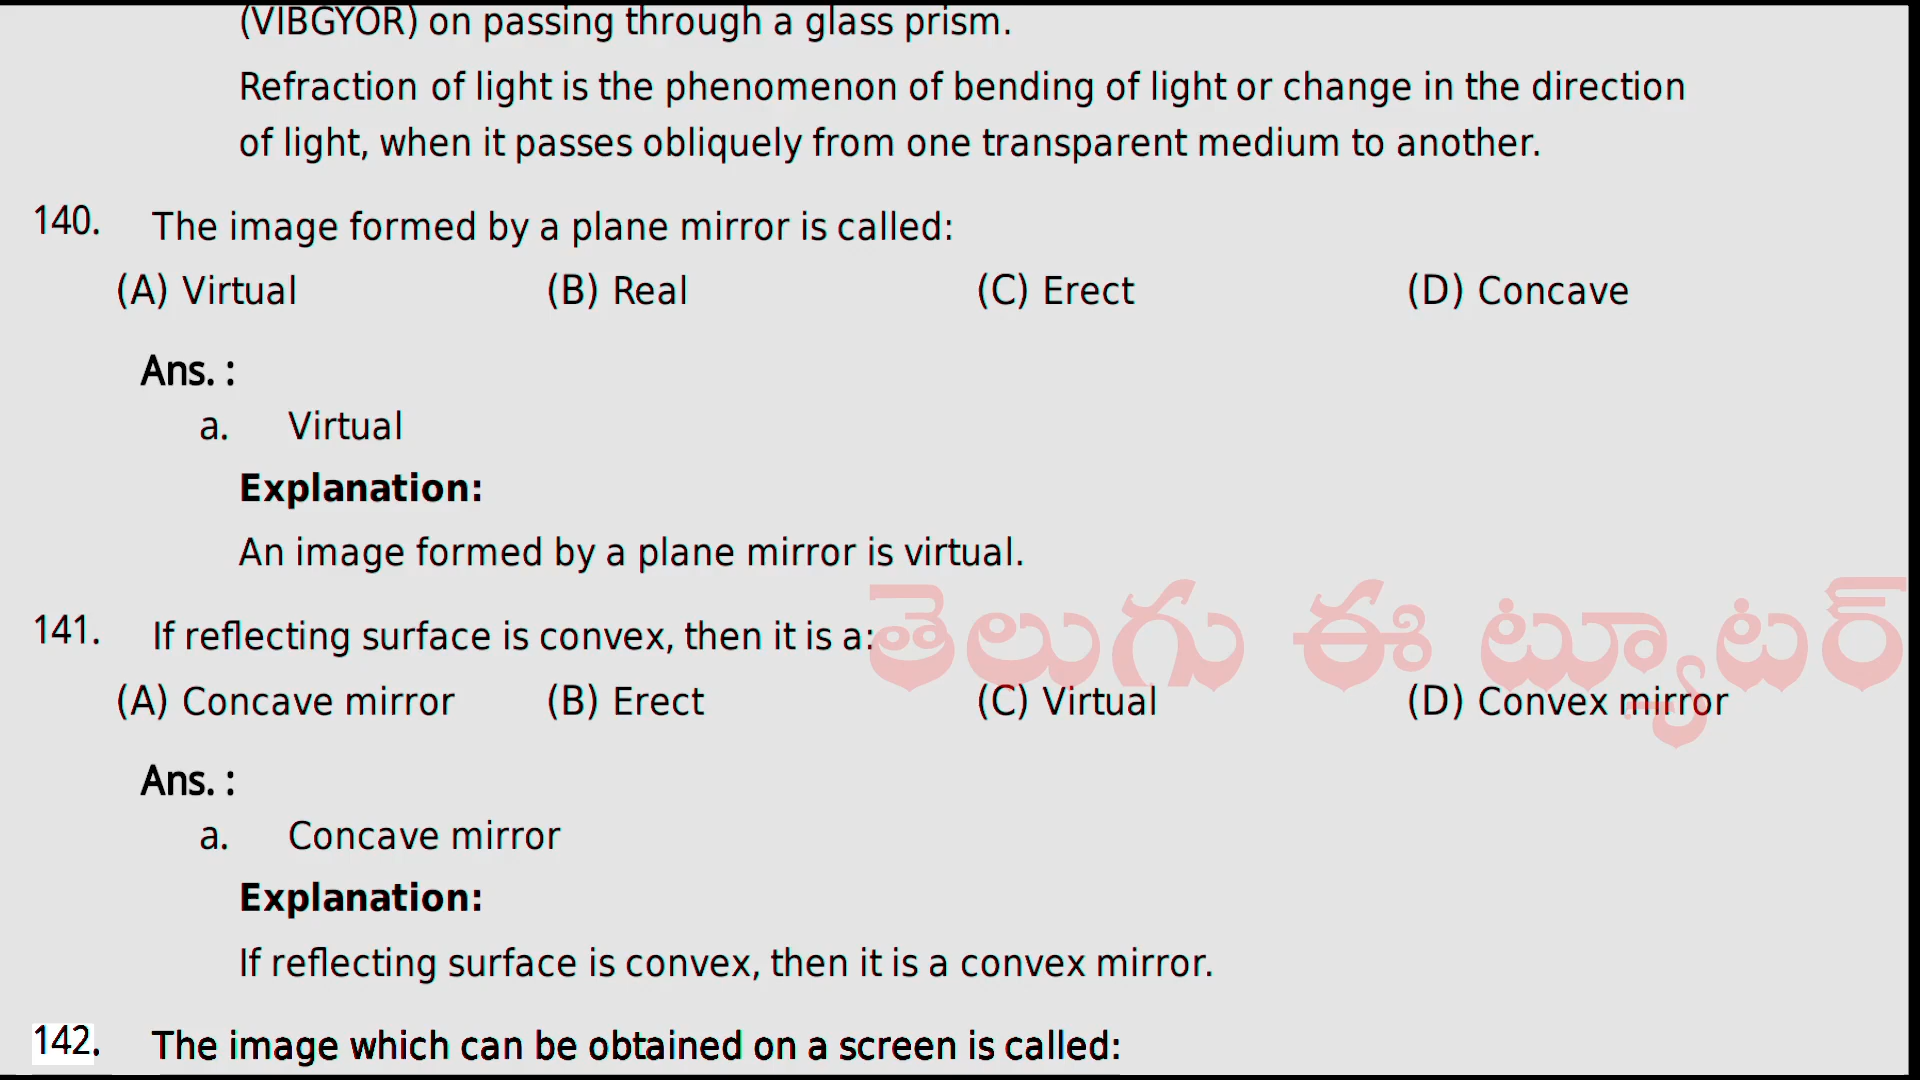 (VIBGYOR) on passing through a glass prism.
Refraction of light is the phenomenon of bending of light or change in the direction
of light, when it passes obliquely from one transparent medium to another.
140. The image formed by a plane mirror is called:
(A) Virtual (B) Real (C) Erect (D) Concave
Ans. :
a. Virtual
Explanation:
An image formed by a plane mirror is virtual.
తెలుగు ఈ ట్యూటర్
141. If reflecting surface is convex, then it is a:
(A) Concave mirror (B) Erect (C) Virtual (D) Convex mirror
Ans. :
a. Concave mirror
Explanation:
If reflecting surface is convex, then it is a convex mirror.
142. The image which can be obtained on a screen is called: